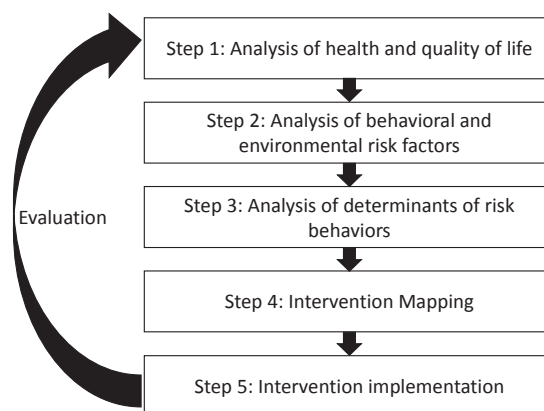 Step 1: Analysis of health and quality of life
Step 2: Analysis of behavioral and
environmental risk factors
Step 3: Analysis of determinants of risk
behaviors
Evaluation
Step 4: Intervention Mapping
Step 5: Intervention implementation